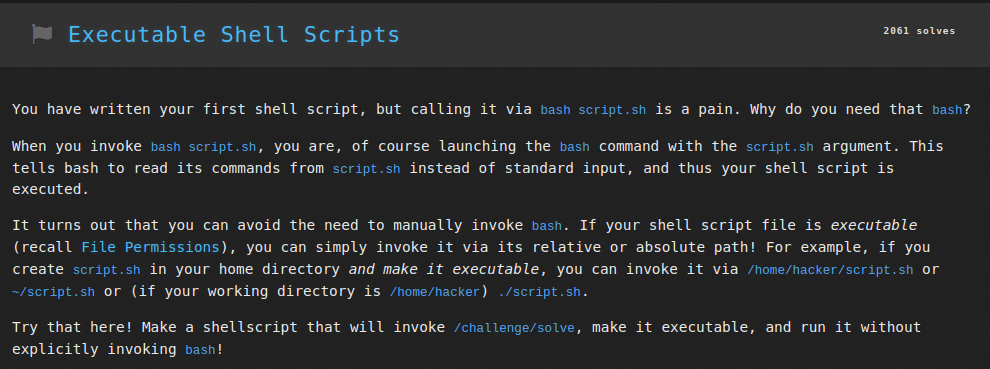 Executable Shell Scripts
2061 solves
You have written your first shell script, but calling it via bash script.sh is a pain. Why do you need that bash?
When you invoke bash script.sh, you are, of course launching the bash command with the script.sh argument. This
tells bash to read its commands from script.sh instead of standard input, and thus your shell script is
executed.
It turns out that you can avoid the need to manually invoke bash. If your shell script file is executable
(recall File Permissions), you can simply invoke it via its relative or absolute path! For example, if you
create script.sh in your home directory and make it executable, you can invoke it via /home/hacker/script.sh or
~/script.sh or (if your working directory is /home/hacker) ./script.sh.
Try that here! Make a shellscript that will invoke /challenge/solve, make it executable, and run it without
explicitly invoking bash!